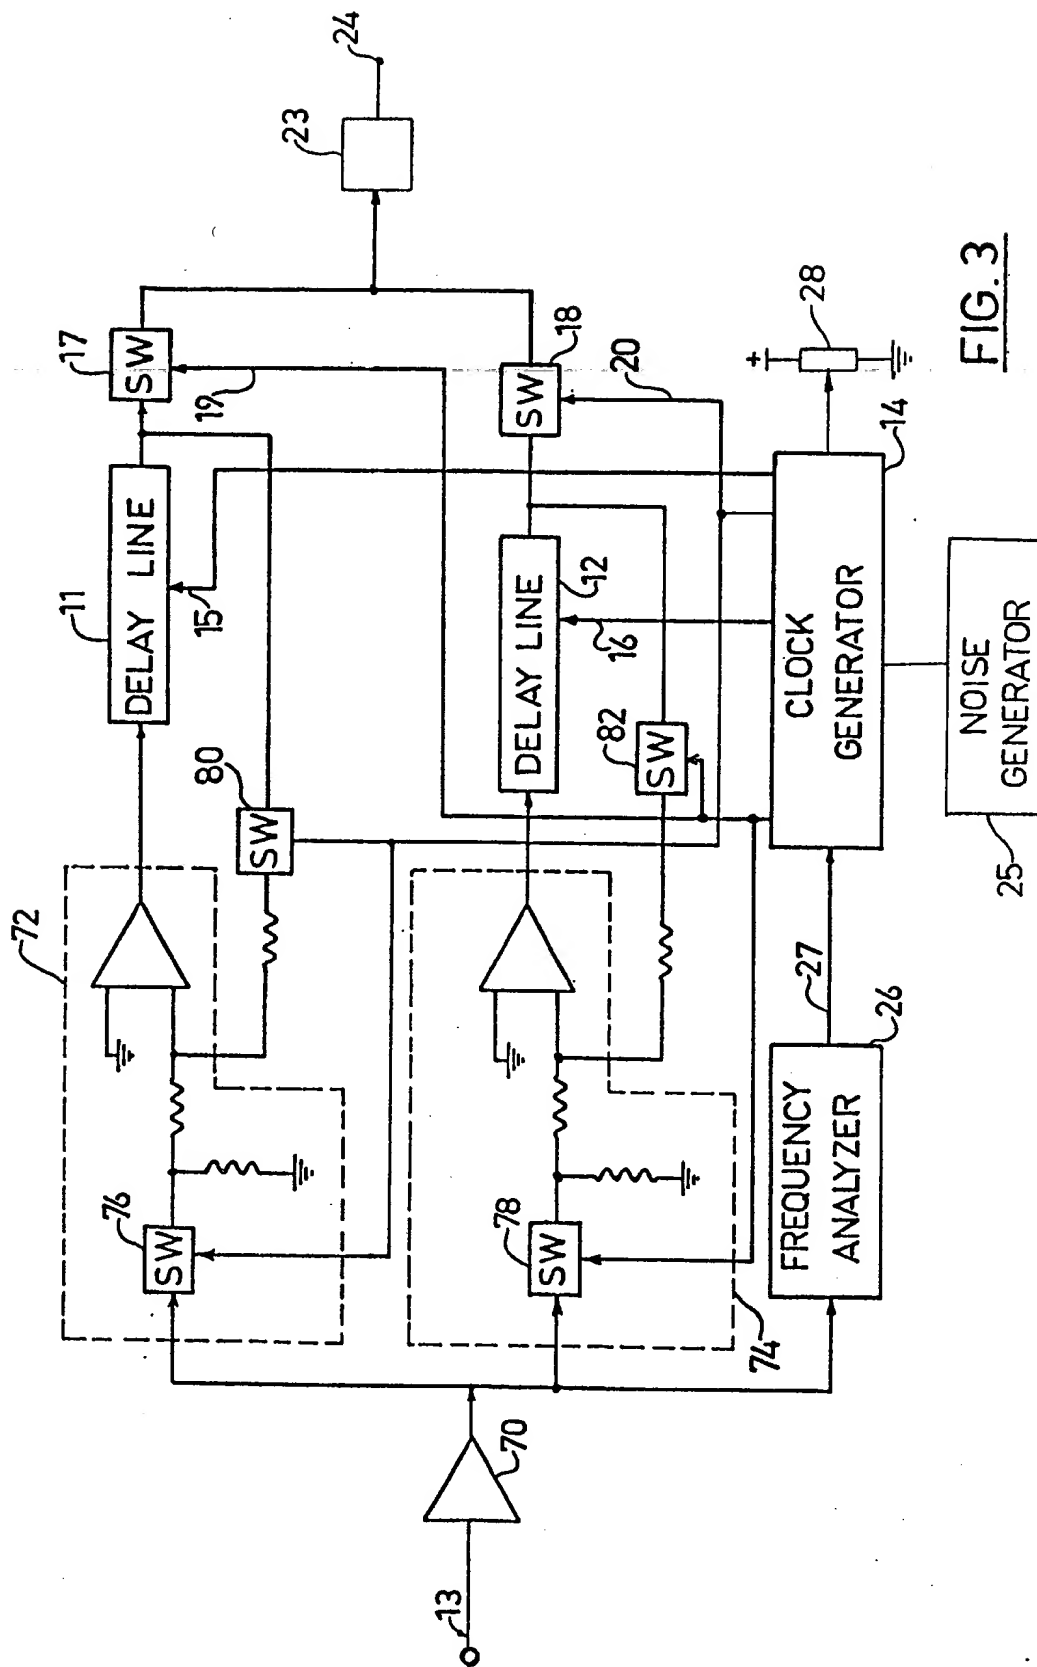 72
11
DELAY LINE
17
SW
19
15
23
24
76
SW
80
SW
18
SW
20
DELAY LINE
12
16
82
SW
13
70
78
SW
74
FREQUENCY
ANALYZER
26
27
CLOCK
GENERATOR
14
+
28
NOISE
GENERATOR
25
FIG. 3